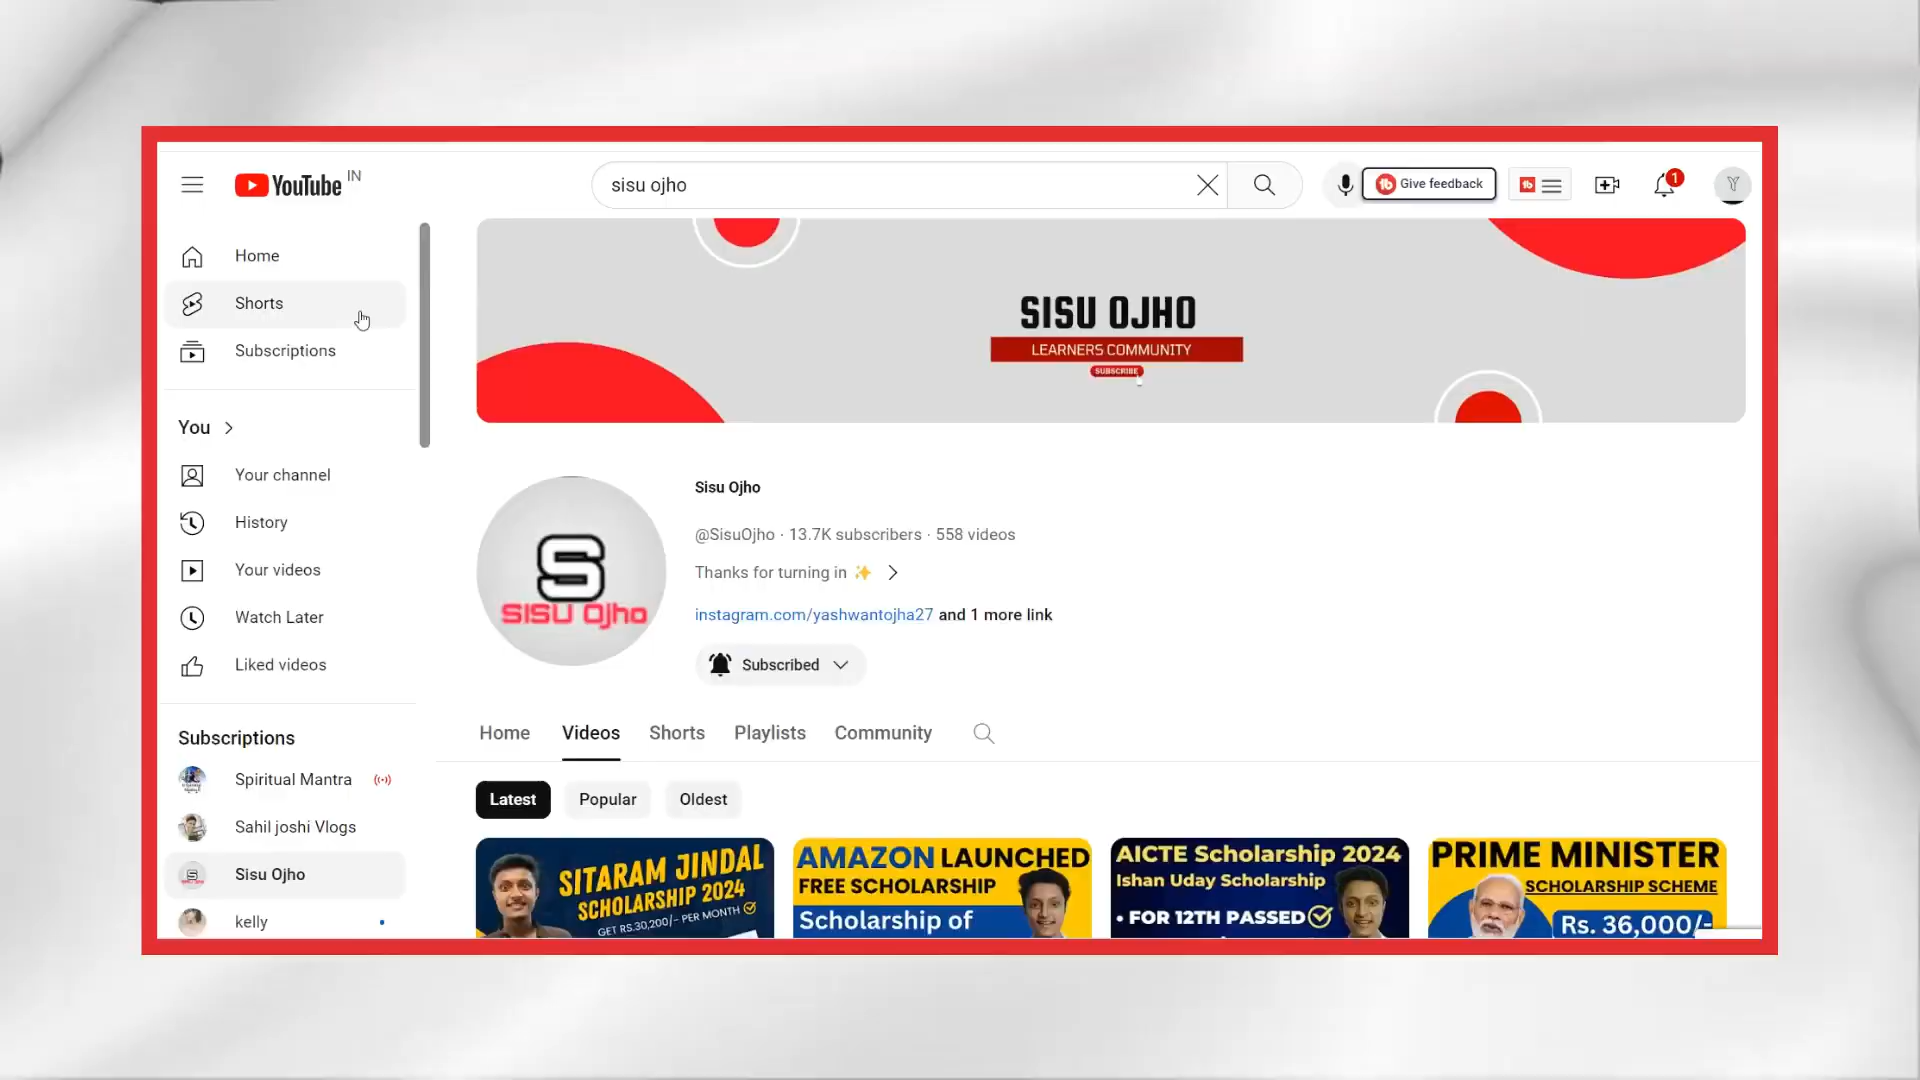 YouTube IN
sisu ojho
Give feedback
1
Y
Home
Shorts
Subscriptions
You
Your channel
History
Your videos
Watch Later
Liked videos
Subscriptions
Spiritual Mantra
Sahil joshi Vlogs
Sisu Ojho
kelly
SISU OJHO
LEARNERS COMMUNITY
SUBSCRIBE
S
SISU Ojho
Sisu Ojho
@SisuOjho · 13.7K subscribers · 558 videos
Thanks for turning in ✨
instagram.com/yashwantojha27 and 1 more link
Subscribed
Home Videos Shorts Playlists Community
Latest Popular Oldest
SITARAM JINDAL
SCHOLARSHIP 2024
GET RS.30,200/- PER MONTH
AMAZON LAUNCHED
FREE SCHOLARSHIP
Scholarship of
AICTE Scholarship 2024
Ishan Uday Scholarship
• FOR 12TH PASSED
PRIME MINISTER
SCHOLARSHIP SCHEME
Rs. 36,000/-